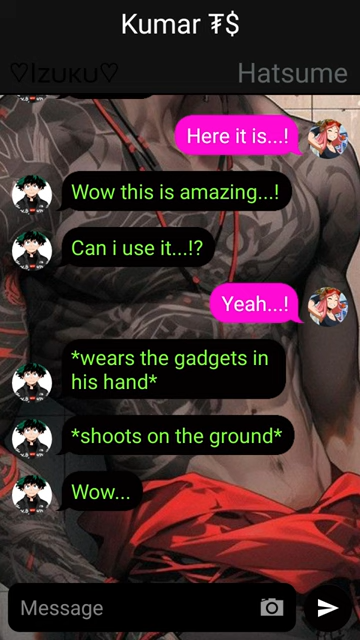 Kumar ₮$
♡Izuku♡
Hatsume
Here it is...!
Wow this is amazing...!
Can i use it...!?
Yeah...!
*wears the gadgets in
his hand*
*shoots on the ground*
Wow...
Message